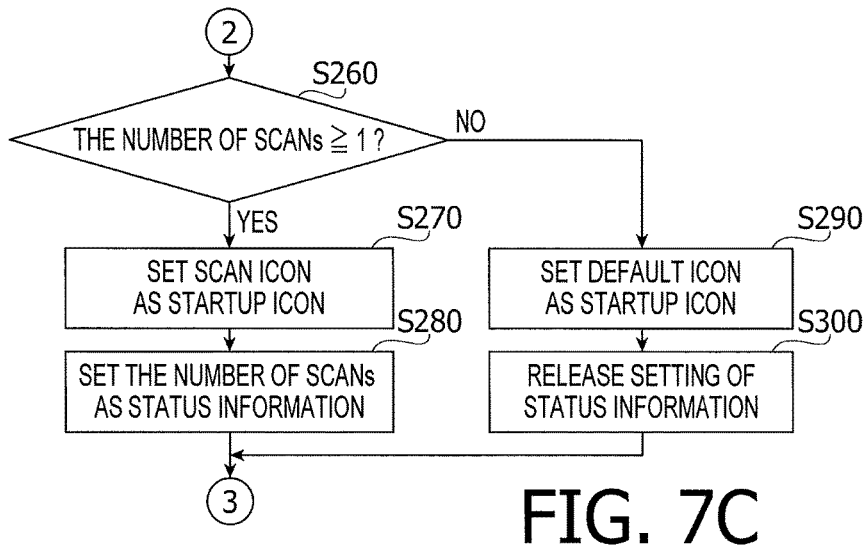 2
S260
THE NUMBER OF SCANs ≧ 1 ?
NO
YES
S270
SET SCAN ICON
AS STARTUP ICON
S290
SET DEFAULT ICON
AS STARTUP ICON
S280
SET THE NUMBER OF SCANs
AS STATUS INFORMATION
S300
RELEASE SETTING OF
STATUS INFORMATION
3
FIG. 7C